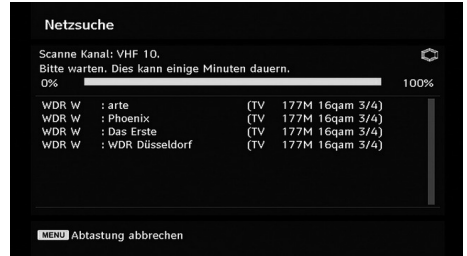 Netzsuche
Scanne Kanal: VHF 10.
Bitte warten. Dies kann einige Minuten dauern.
0% 100%
WDR W : arte (TV 177M 16qam 3/4)
WDR W : Phoenix (TV 177M 16qam 3/4)
WDR W : Das Erste (TV 177M 16qam 3/4)
WDR W : WDR Düsseldorf (TV 177M 16qam 3/4)
MENU Abtastung abbrechen